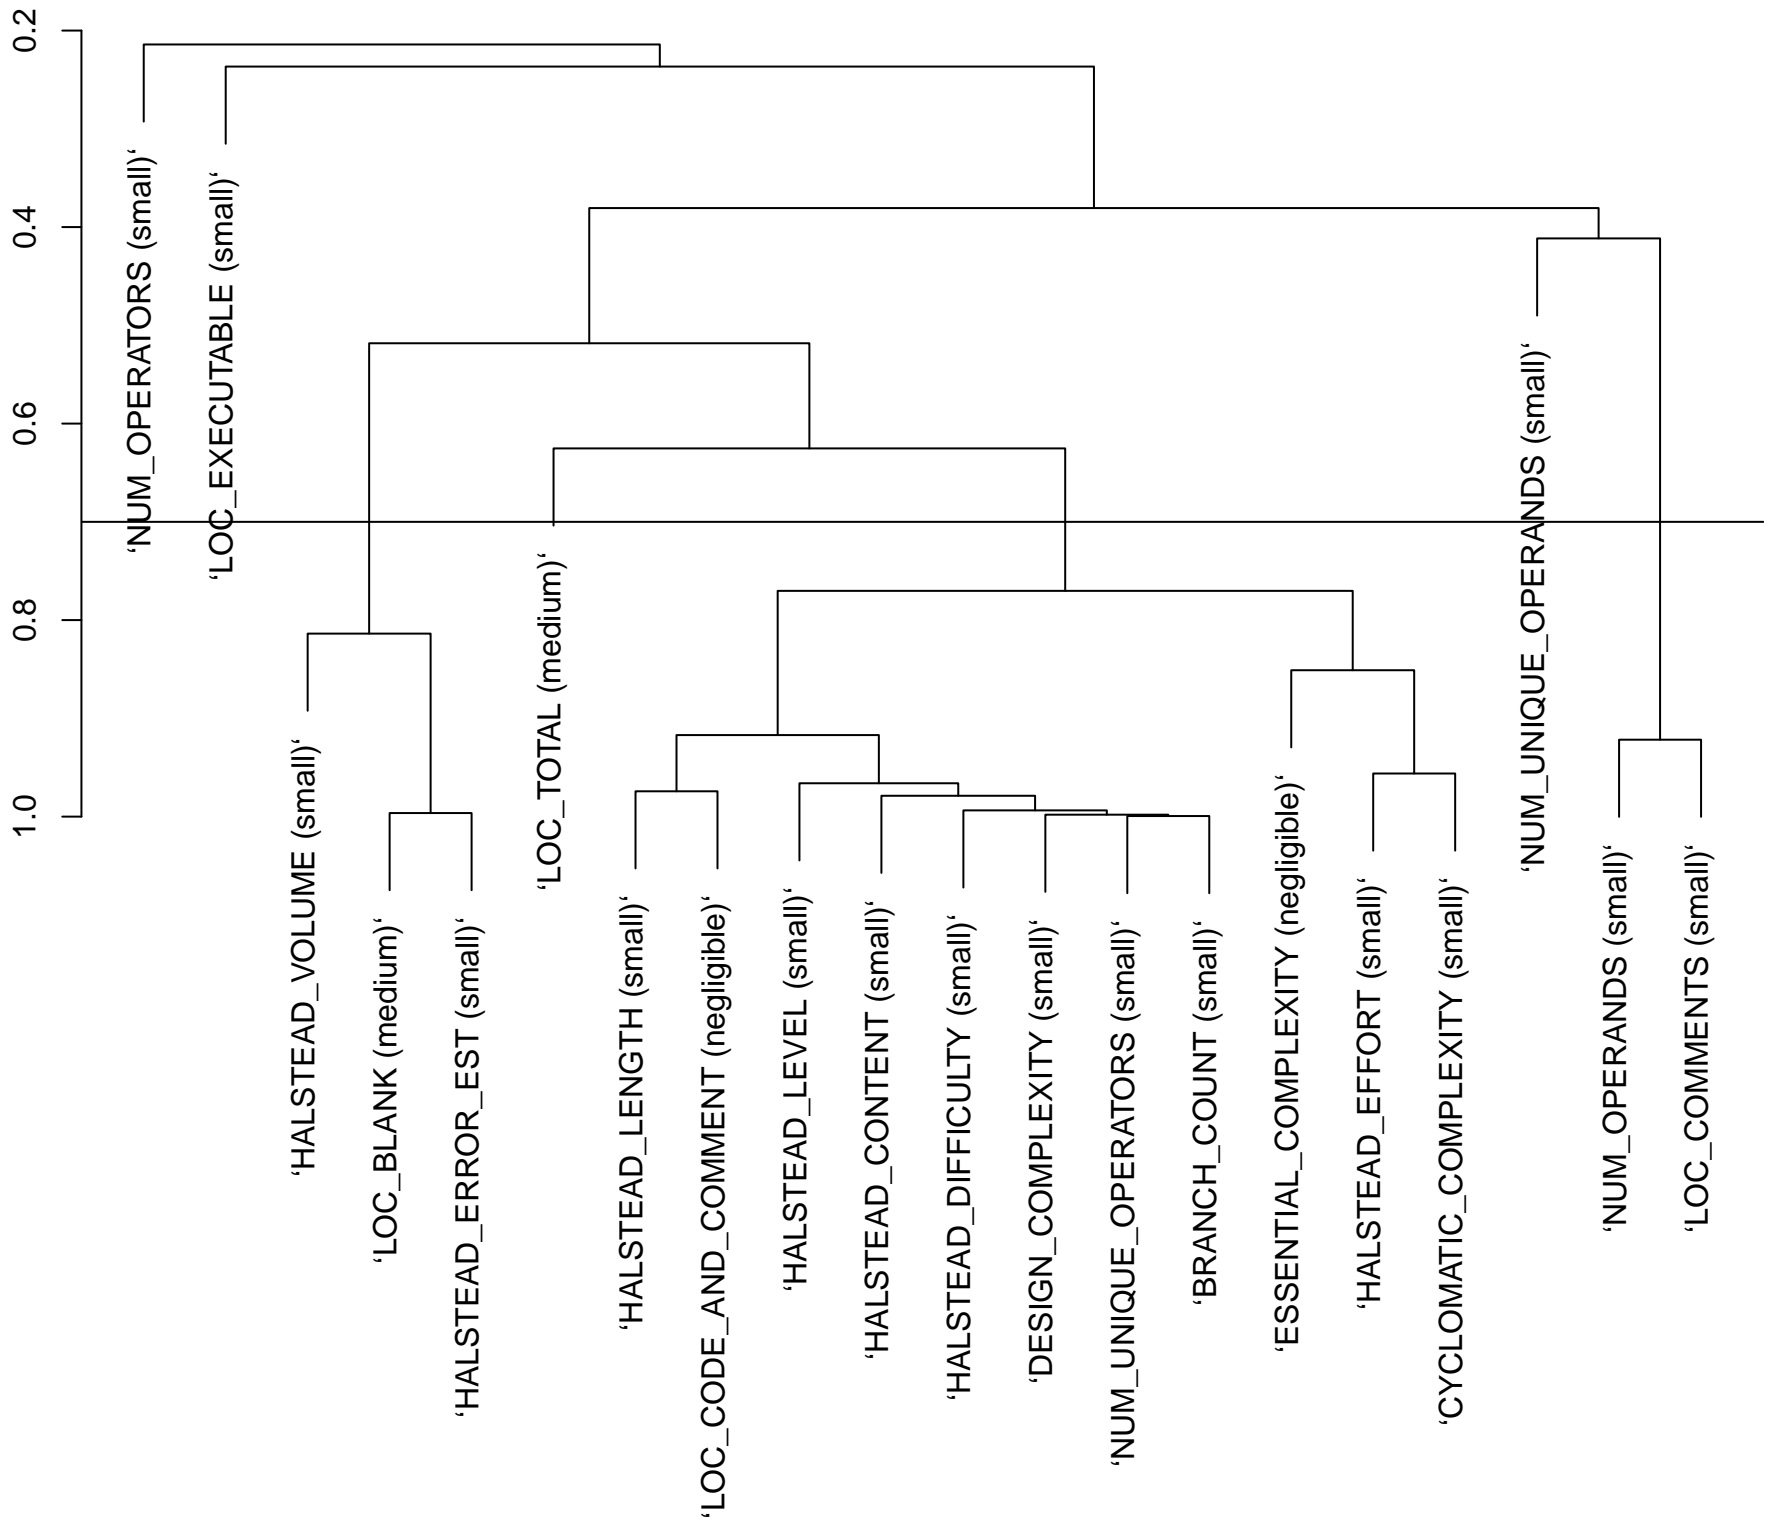 0.2
0.4
0.6
0.8
1.0
‘NUM_OPERATORS (small)‘
‘LOC_EXECUTABLE (small)‘
‘HALSTEAD_VOLUME (small)‘
‘LOC_BLANK (medium)‘
‘HALSTEAD_ERROR_EST (small)‘
‘LOC_TOTAL (medium)‘
‘HALSTEAD_LENGTH (small)‘
‘LOC_CODE_AND_COMMENT (negligible)‘
‘HALSTEAD_LEVEL (small)‘
‘HALSTEAD_CONTENT (small)‘
‘HALSTEAD_DIFFICULTY (small)‘
‘DESIGN_COMPLEXITY (small)‘
‘NUM_UNIQUE_OPERATORS (small)‘
‘BRANCH_COUNT (small)‘
‘ESSENTIAL_COMPLEXITY (negligible)‘
‘HALSTEAD_EFFORT (small)‘
‘CYCLOMATIC_COMPLEXITY (small)‘
‘NUM_UNIQUE_OPERANDS (small)‘
‘NUM_OPERANDS (small)‘
‘LOC_COMMENTS (small)‘